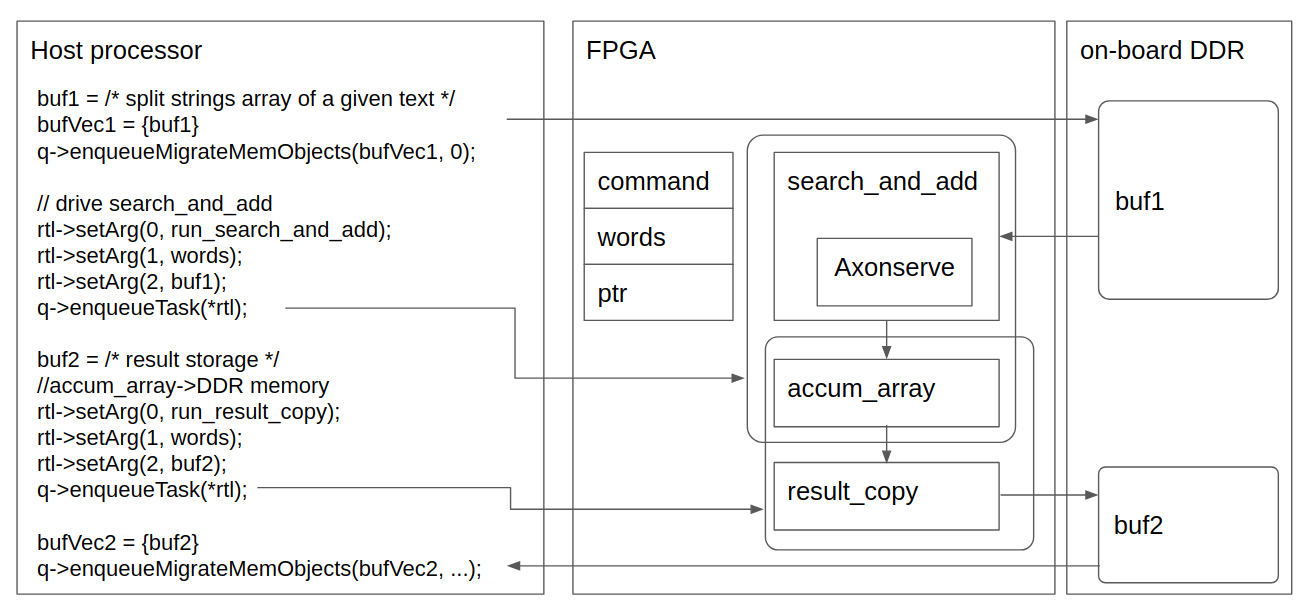 Host processor
buf1 = /* split strings array of a given text */
bufVec1 = {buf1}
q->enqueueMigrateMemObjects(bufVec1, 0);
// drive search_and_add
rtl->setArg(0, run_search_and_add);
rtl->setArg(1, words);
rtl->setArg(2, buf1);
q->enqueueTask(*rtl);
buf2 = /* result storage */
//accum_array->DDR memory
rtl->setArg(0, run_result_copy);
rtl->setArg(1, words);
rtl->setArg(2, buf2);
q->enqueueTask(*rtl);
bufVec2 = {buf2}
q->enqueueMigrateMemObjects(bufVec2, ...);
FPGA
command
words
ptr
search_and_add
Axonserve
accum_array
result_copy
on-board DDR
buf1
buf2